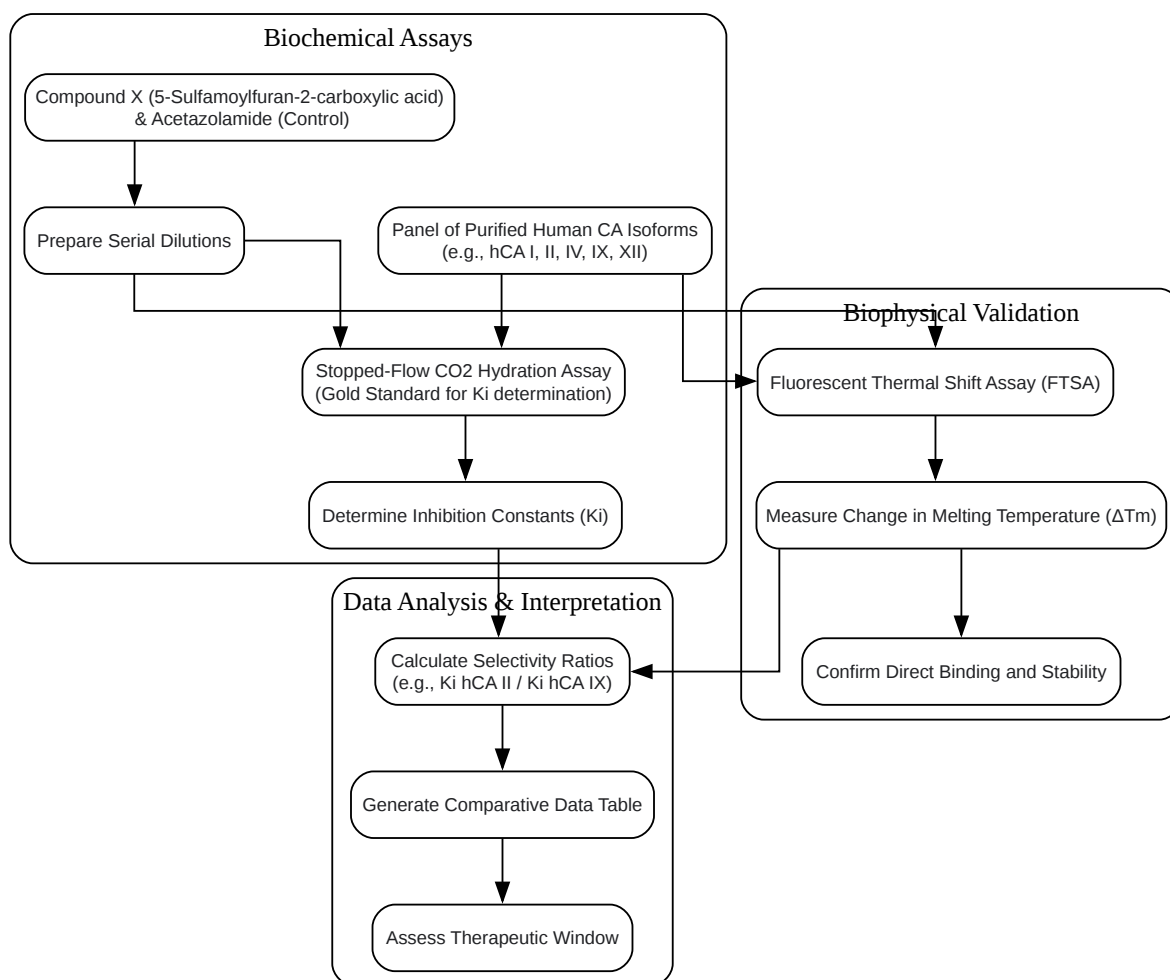 Biochemical Assays
Compound X (5-Sulfamoylfuran-2-carboxylic acid)
& Acetazolamide (Control)
Prepare Serial Dilutions
Panel of Purified Human CA Isoforms
(e.g., hCA I, II, IV, IX, XII)
Stopped-Flow CO2 Hydration Assay
(Gold Standard for Ki determination)
Determine Inhibition Constants (Ki)
Biophysical Validation
Fluorescent Thermal Shift Assay (FTSA)
Measure Change in Melting Temperature (ΔTm)
Confirm Direct Binding and Stability
Data Analysis & Interpretation
Calculate Selectivity Ratios
(e.g., Ki hCA II / Ki hCA IX)
Generate Comparative Data Table
Assess Therapeutic Window